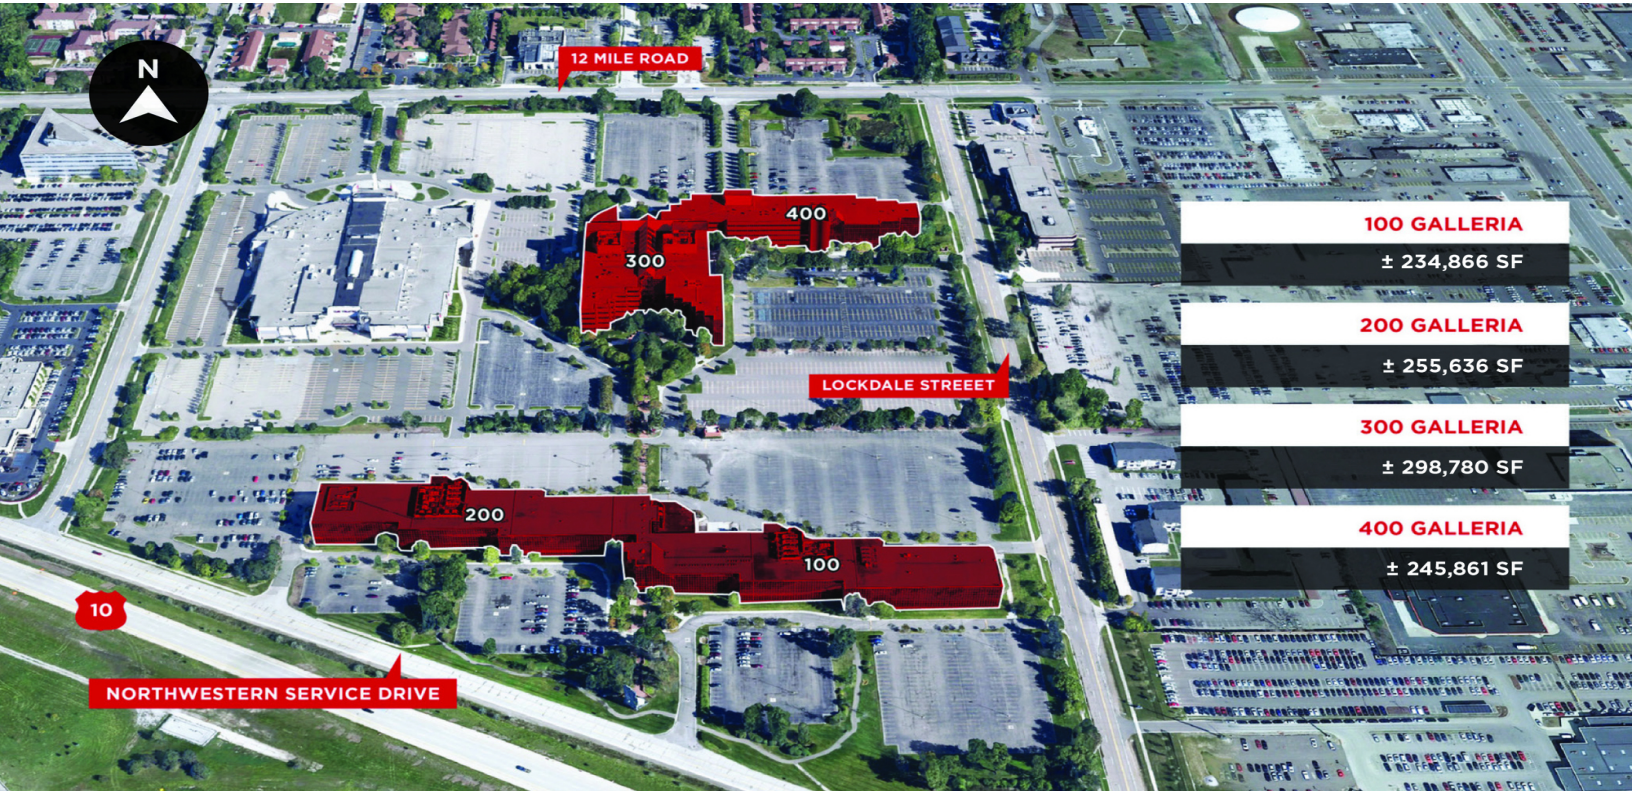 N
12 MILE ROAD
400
300
100 GALLERIA
± 234,866 SF
200 GALLERIA
± 255,636 SF
LOCKDALE STREEET
300 GALLERIA
± 298,780 SF
200
100
400 GALLERIA
± 245,861 SF
10
NORTHWESTERN SERVICE DRIVE